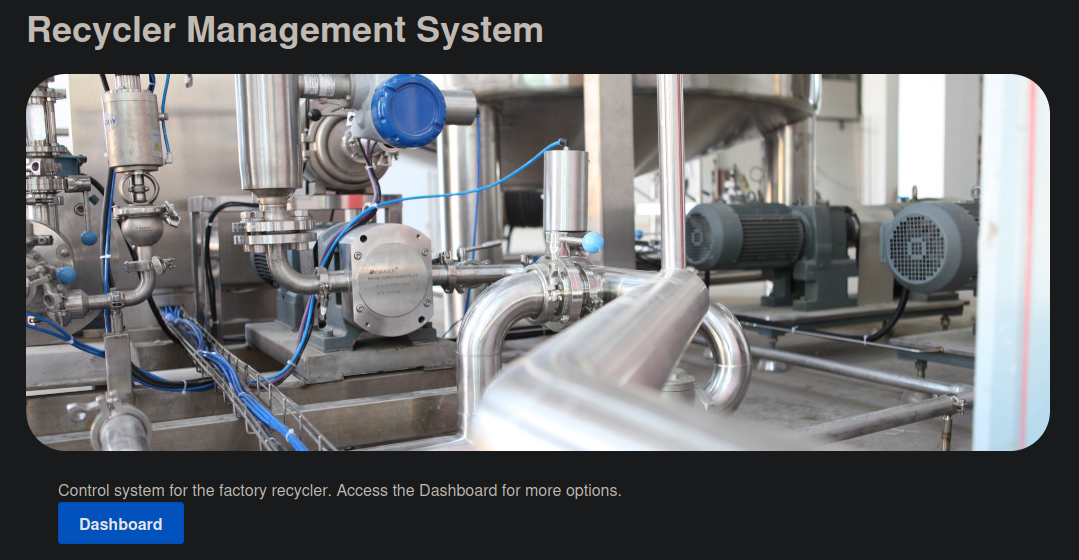 Recycler Management System
Control system for the factory recycler. Access the Dashboard for more options.
Dashboard